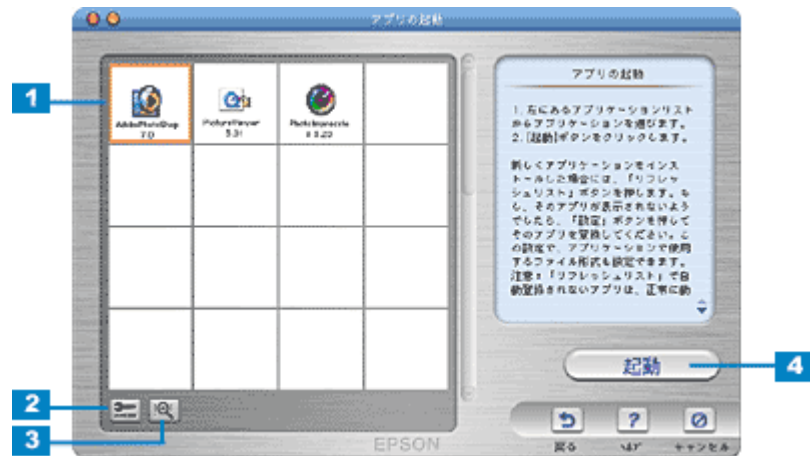 アプリの起動
1
AdobePhotoShop
7.0
PictureViewer
5.01
アプリの起動
1. 左にあるアプリケーションリスト
からアプリケーションを選びます。
2. [起動]ボタンをクリックします。
新しくアプリケーションをインス
トールした場合には、「リフレッ
シュリスト」ボタンを押します。も
し、そのアプリが表示されないよう
でしたら、「設定」ボタンを押して
そのアプリを登録してください。こ
の設定で、アプリケーションで使用
するファイル形式も設定できます。
注意:「リフレッシュリスト」で自
動登録されないアプリは、正常に動
起動
4
2
3
EPSON
戻る
ヘルプ
キャンセル